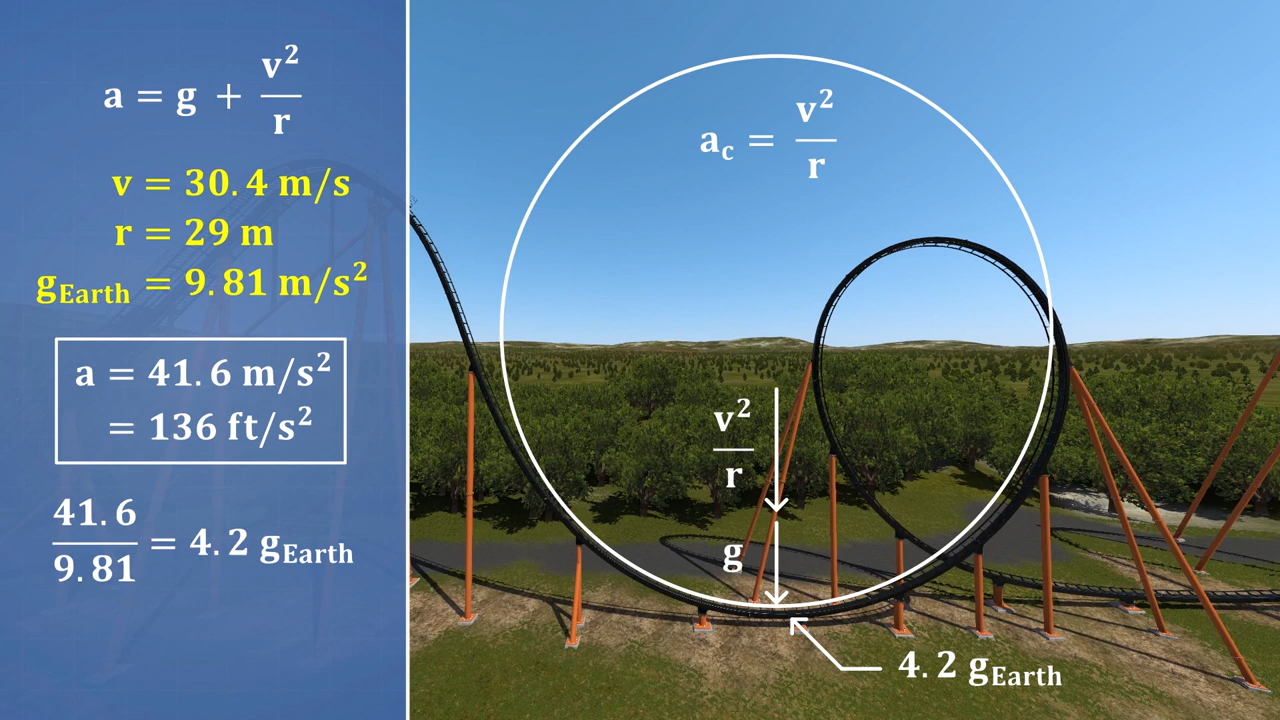 a = g + v²/r
v = 30.4 m/s
r = 29 m
gEarth = 9.81 m/s²
a = 41.6 m/s²
= 136 ft/s²
41.6/9.81 = 4.2 gEarth
ac = v²/r
v²/r
g
4.2 gEarth